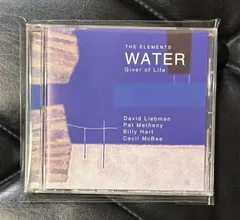 THE ELEMENTS
WATER
Giver of Life
David Liebman
Pat Metheny
Billy Hart
Cecil McBee